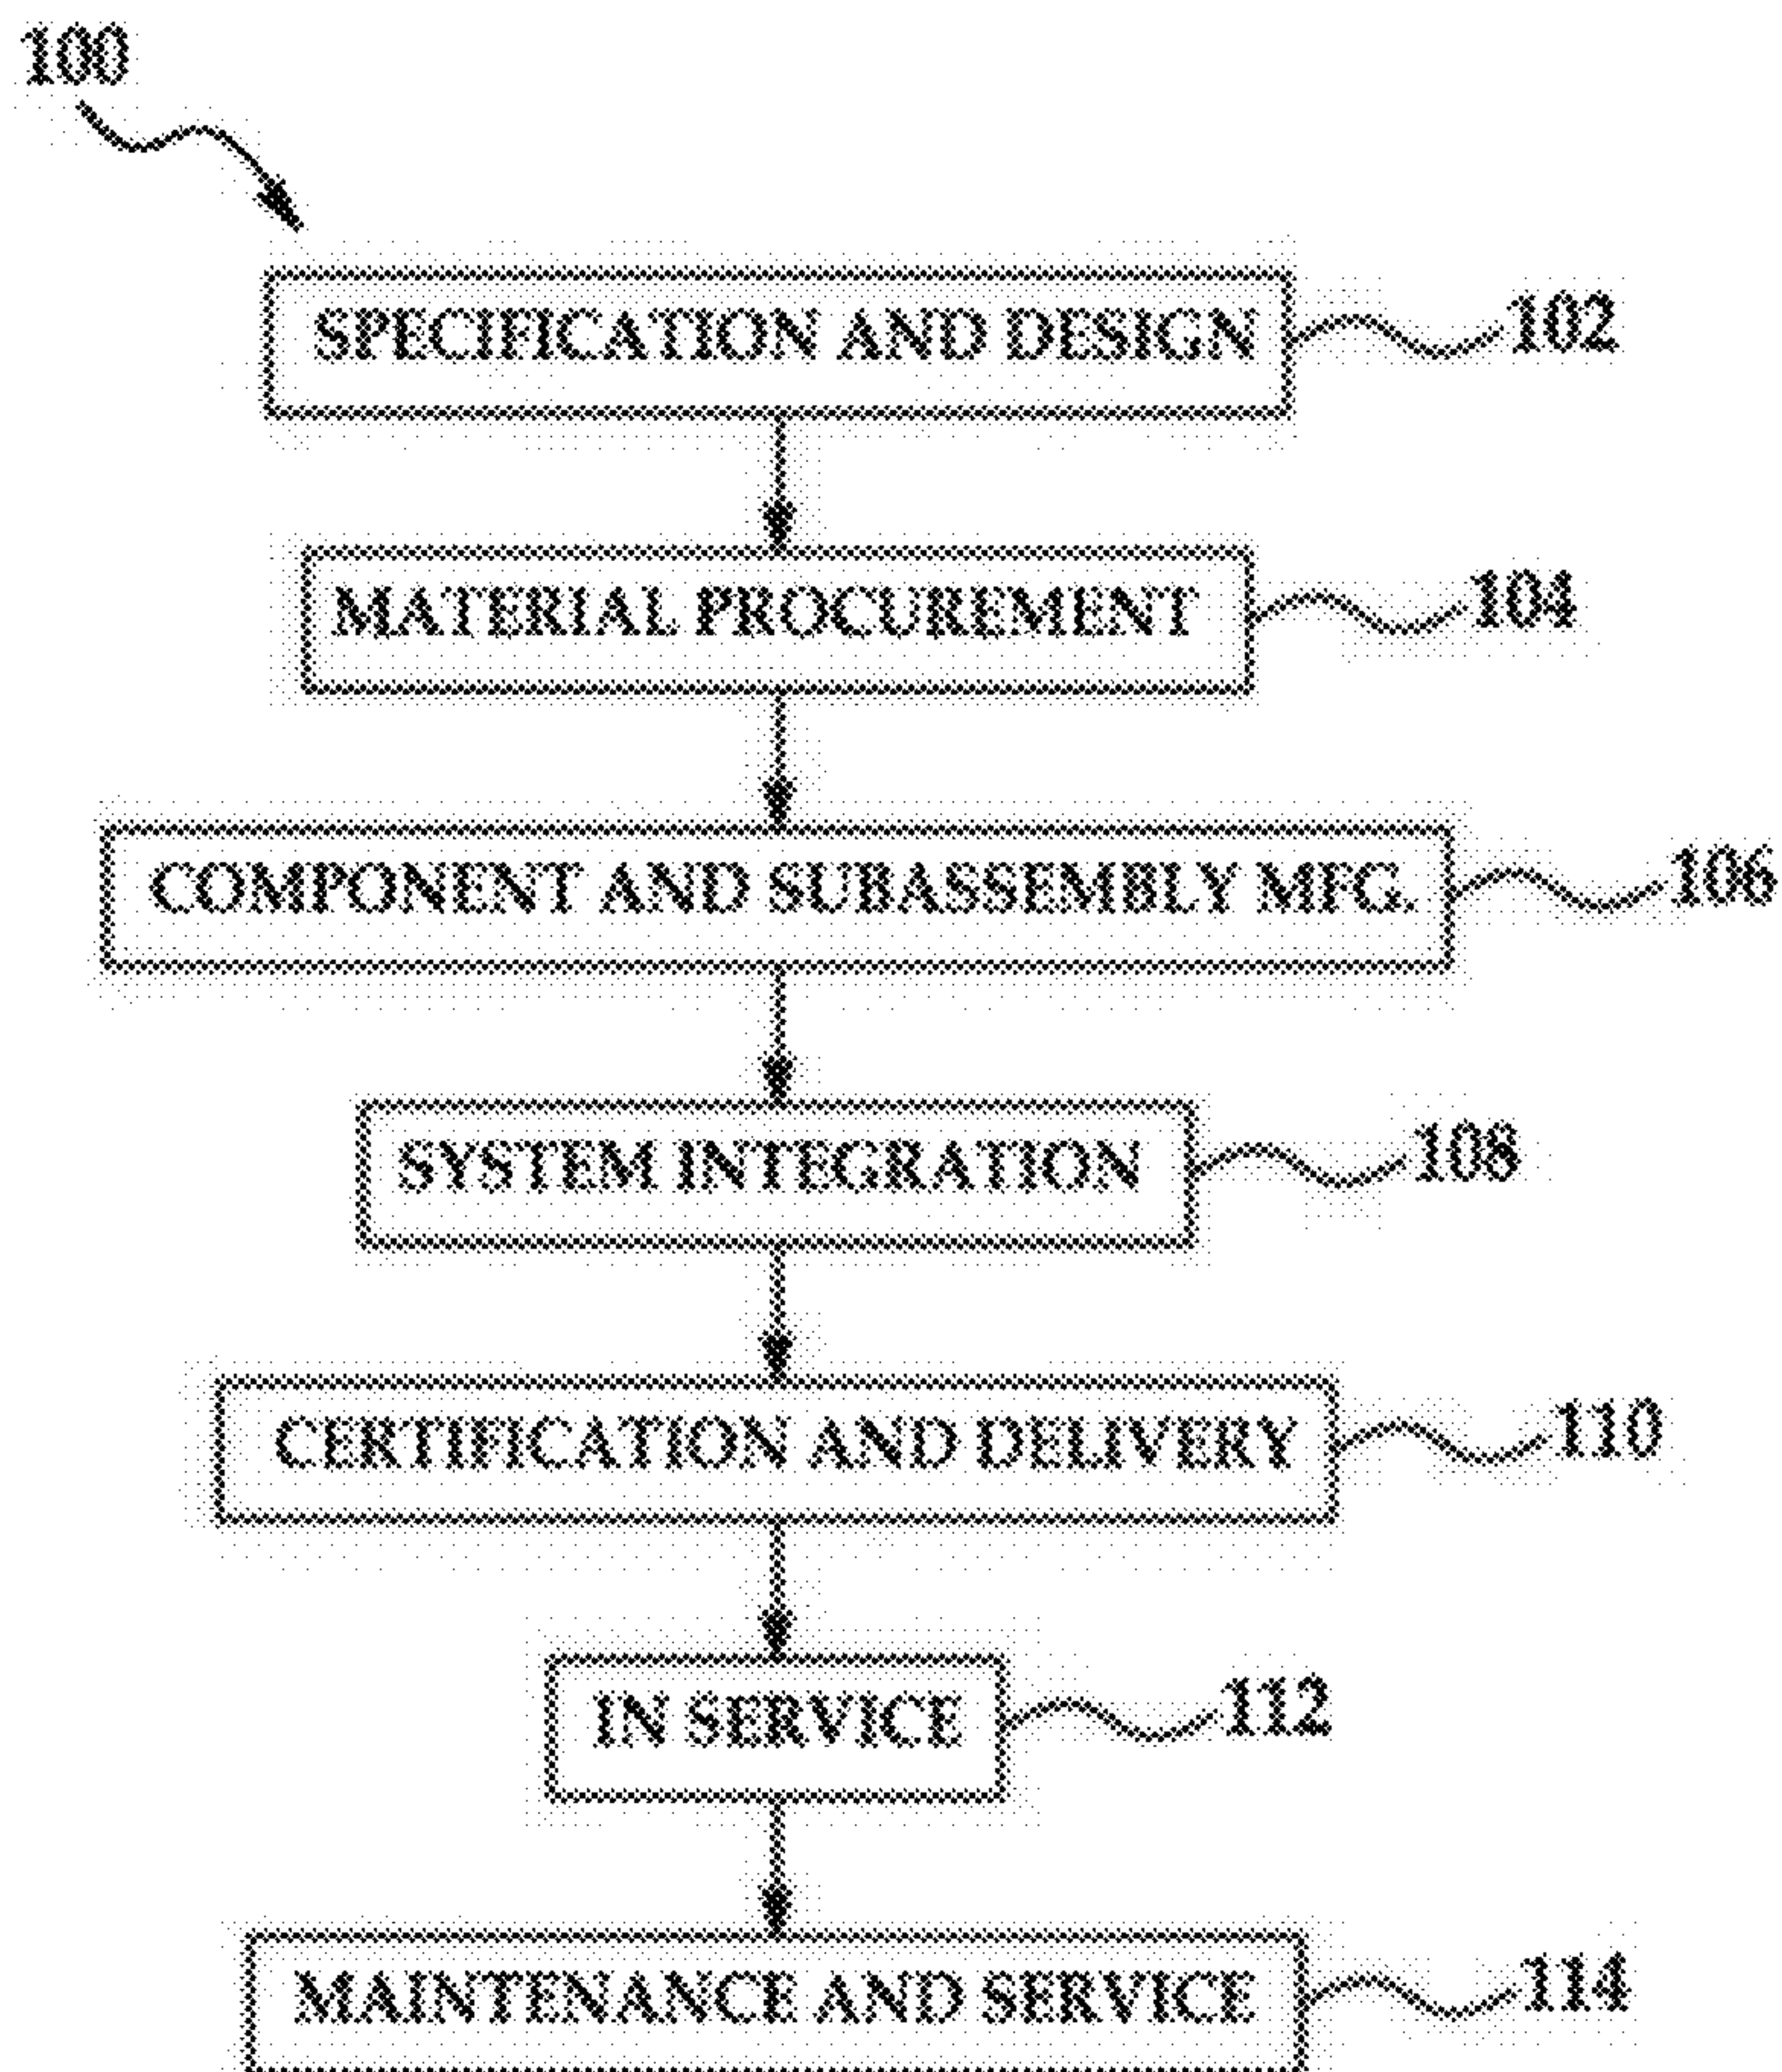 100
SPECIFICATION AND DESIGN 102
MATERIAL PROCUREMENT 104
COMPONENT AND SUBASSEMBLY MFG. 106
SYSTEM INTEGRATION 108
CERTIFICATION AND DELIVERY 110
IN SERVICE 112
MAINTENANCE AND SERVICE 114